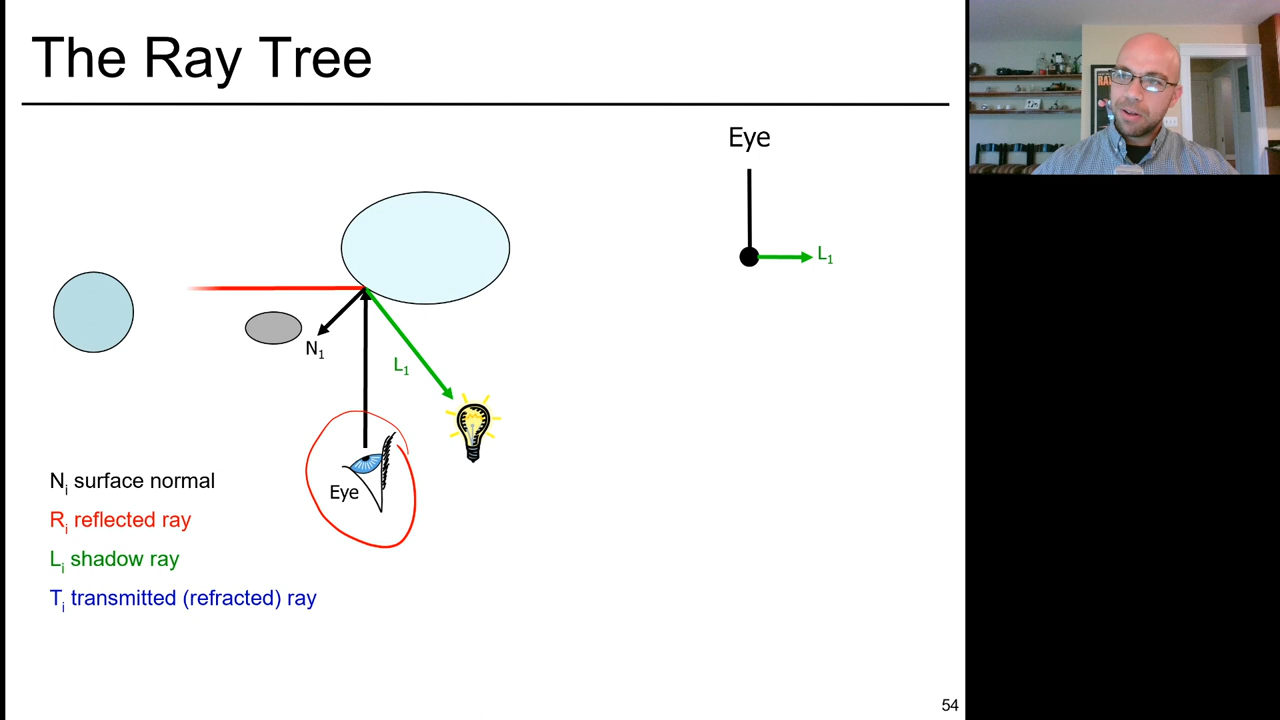 The Ray Tree
Eye
L1
N1
L1
Eye
Ni surface normal
Ri reflected ray
Li shadow ray
Ti transmitted (refracted) ray
54